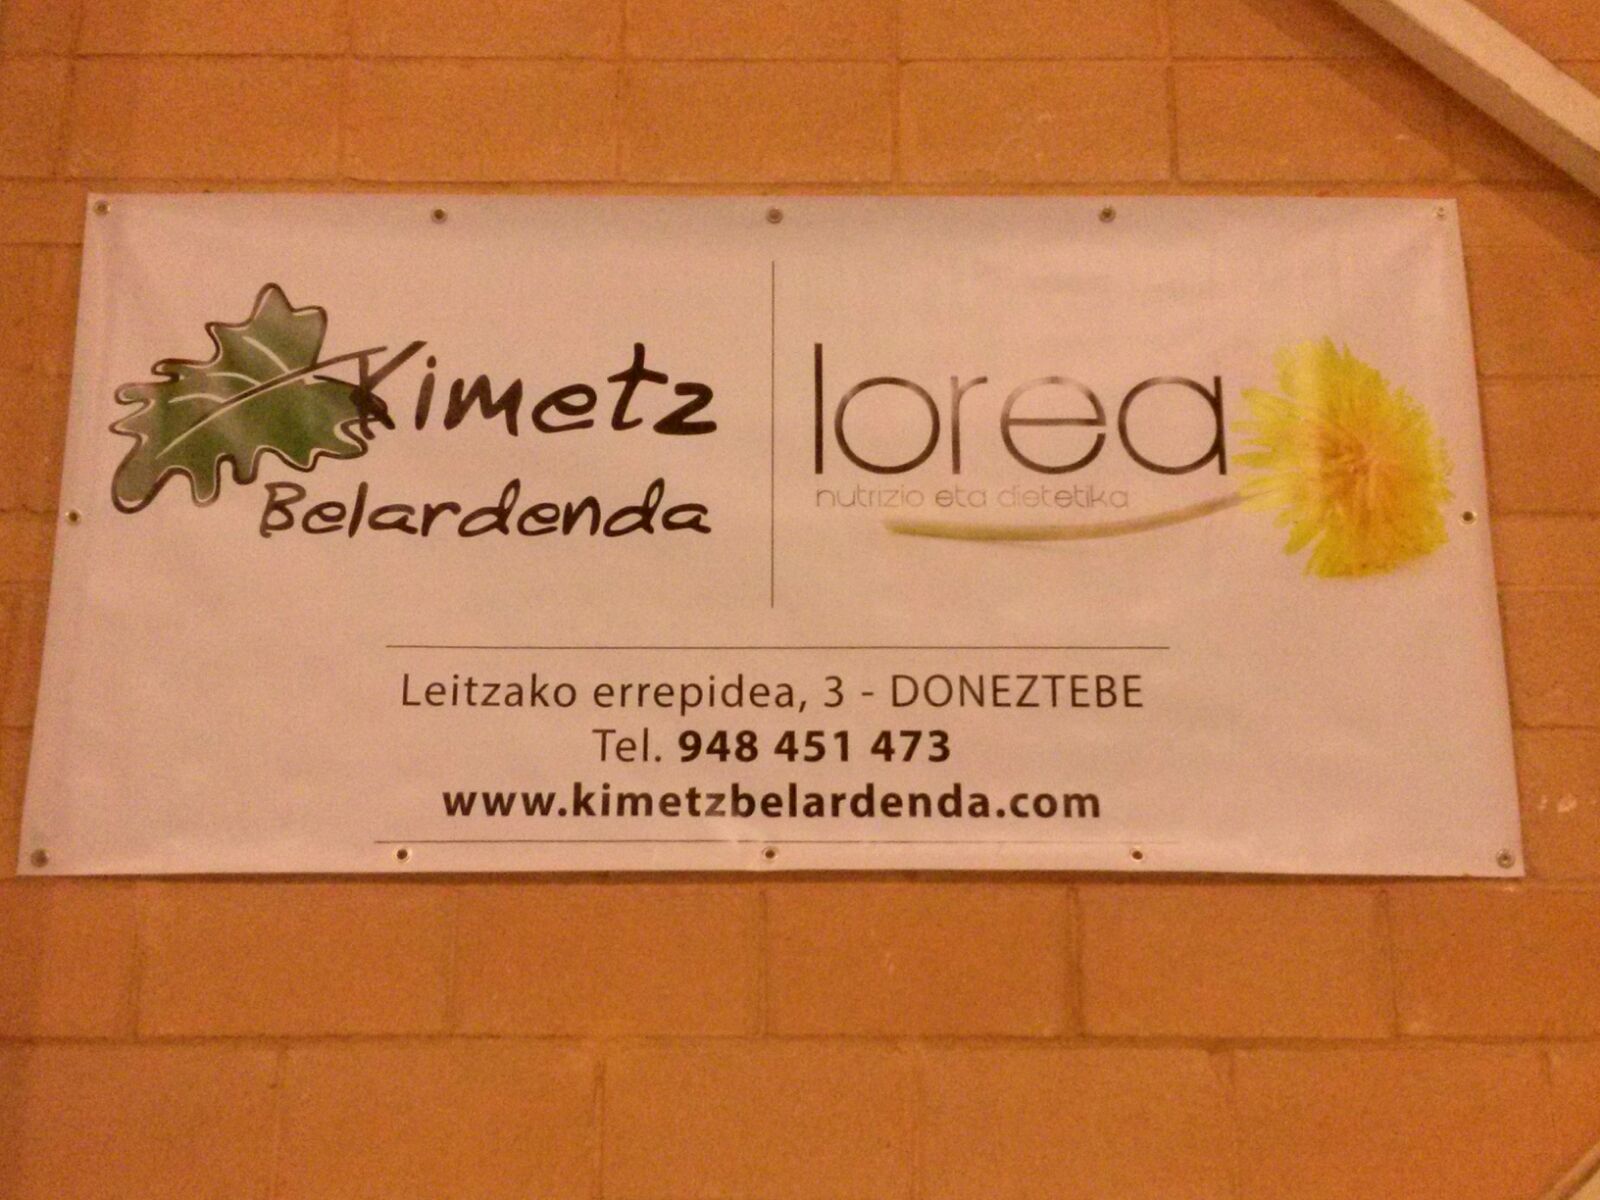 Kimetz
Belardenda
lorea
nutrizio eta dietetika
Leitzako errepidea, 3 - DONEZTEBE
Tel. 948 451 473
www.kimetzbelardenda.com